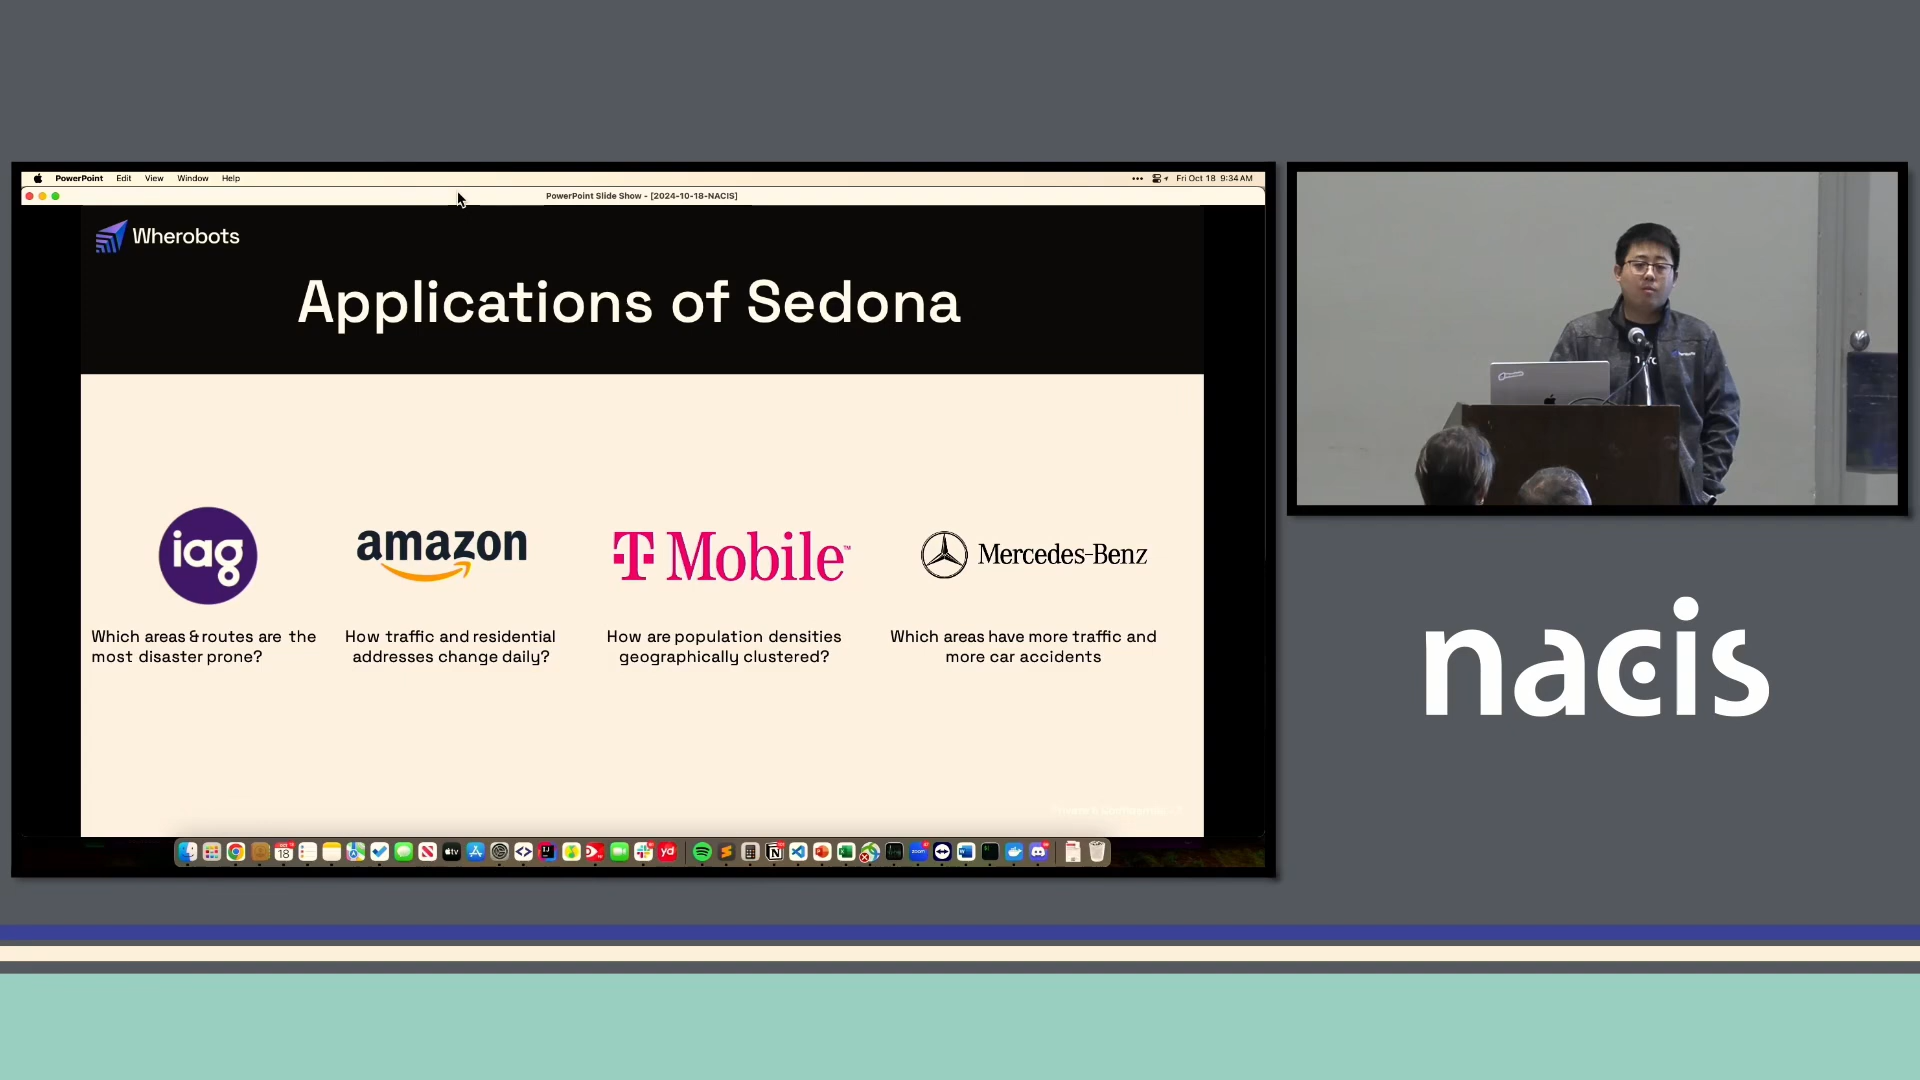 PowerPoint Edit View Window Help
Fri Oct 18 9:34 AM
PowerPoint Slide Show - [2024-10-18-NACIS]
Wherobots
Applications of Sedona
iag
amazon
T Mobile™
Mercedes-Benz
Which areas & routes are the
most disaster prone?
How traffic and residential
addresses change daily?
How are population densities
geographically clustered?
Which areas have more traffic and
more car accidents
nacis